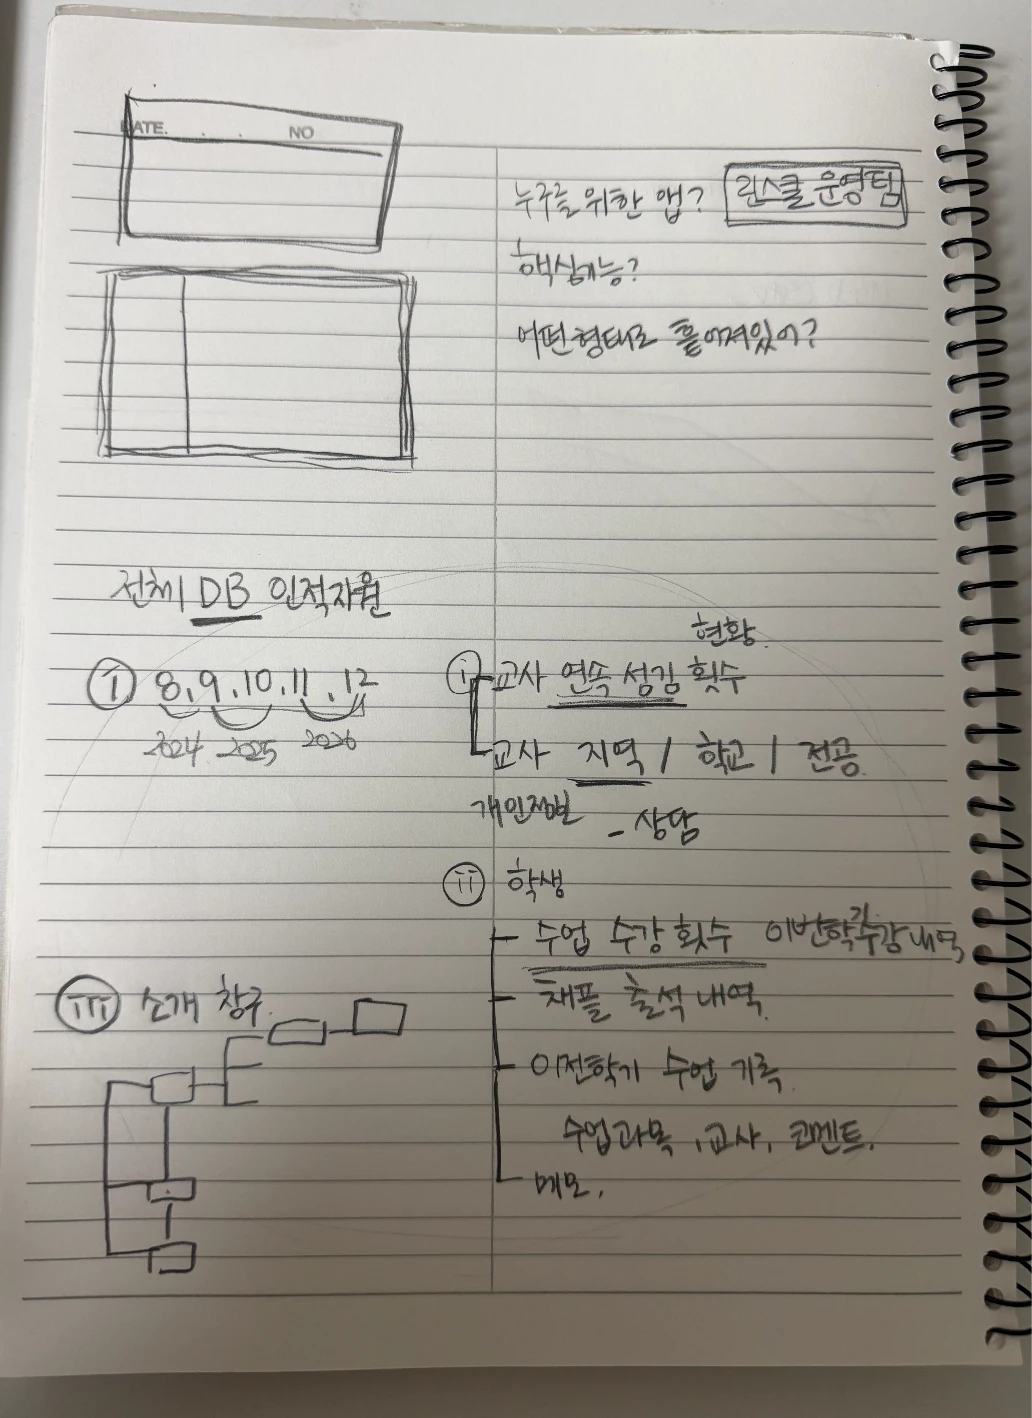 DATE. . . NO
누구를 위한 앱? 린스쿨 운영팀
핵심기능?
어떤형태로 흩어져있어?
전체 DB 인적자원
① 8, 9, 10, 11, 12
2024 2025 2026
현황
ⓘ 교사 연속 섬김 횟수
교사 지역 / 학교 / 전공
개인정보 - 상담
ⅱ 학생
수업 수강 횟수 이번학기 수강내역
채플 출석 내역
이전학기 수업 기록
수업과목, 교사, 코멘트.
메모.
ⅲ 소개 창구.